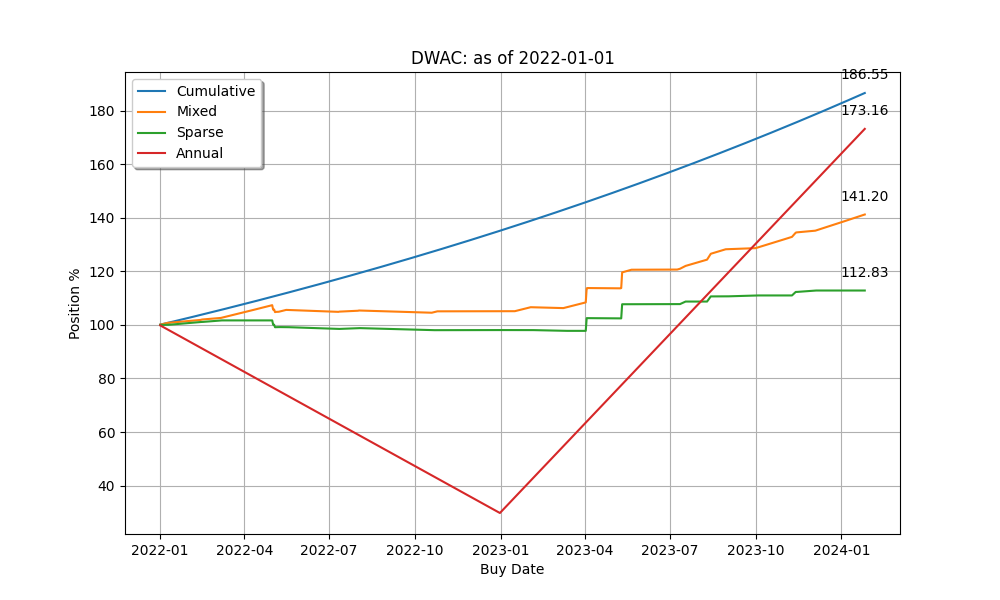 DWAC: as of 2022-01-01
Cumulative
Mixed
Sparse
Annual
186.55
173.16
141.20
112.83
180
160
140
120
100
80
60
40
Position %
2022-01 2022-04 2022-07 2022-10 2023-01 2023-04 2023-07 2023-10 2024-01
Buy Date